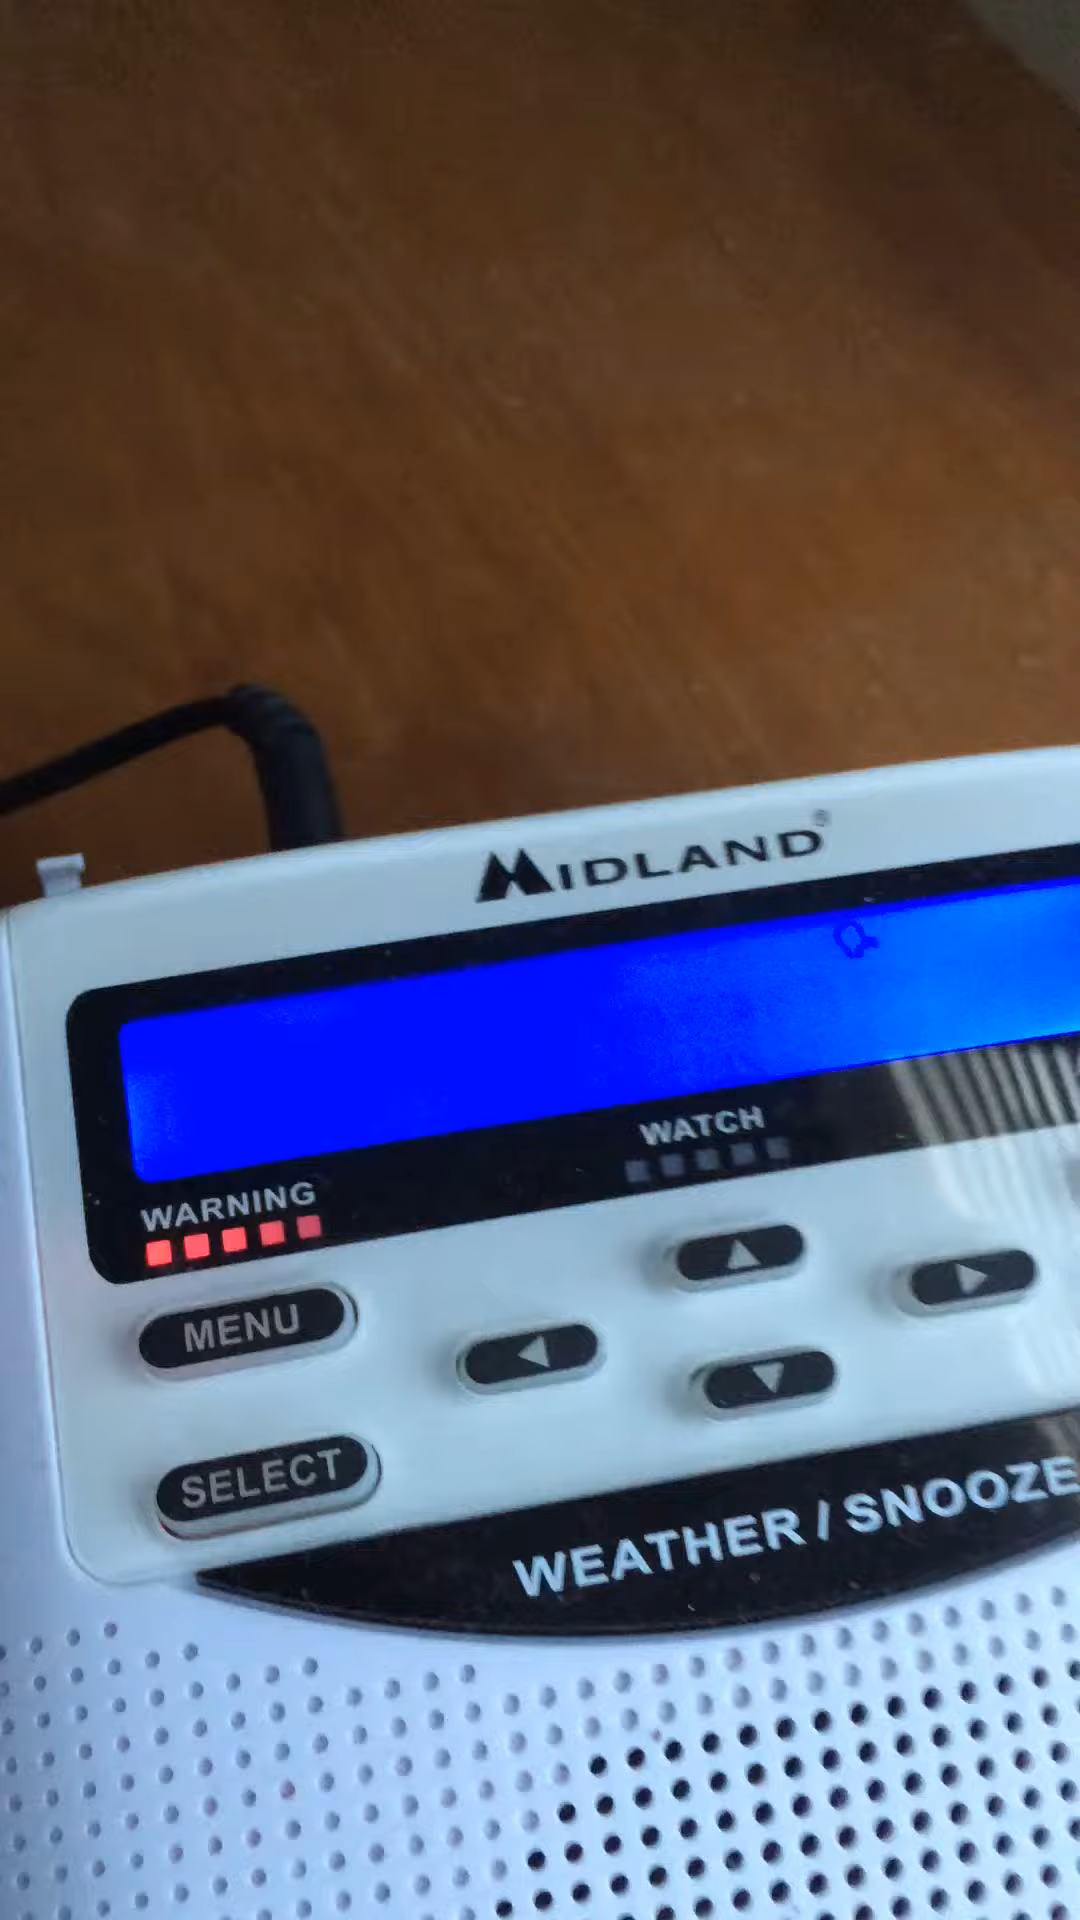 MIDLAND®
WATCH
WARNING
MENU
SELECT
WEATHER / SNOOZE